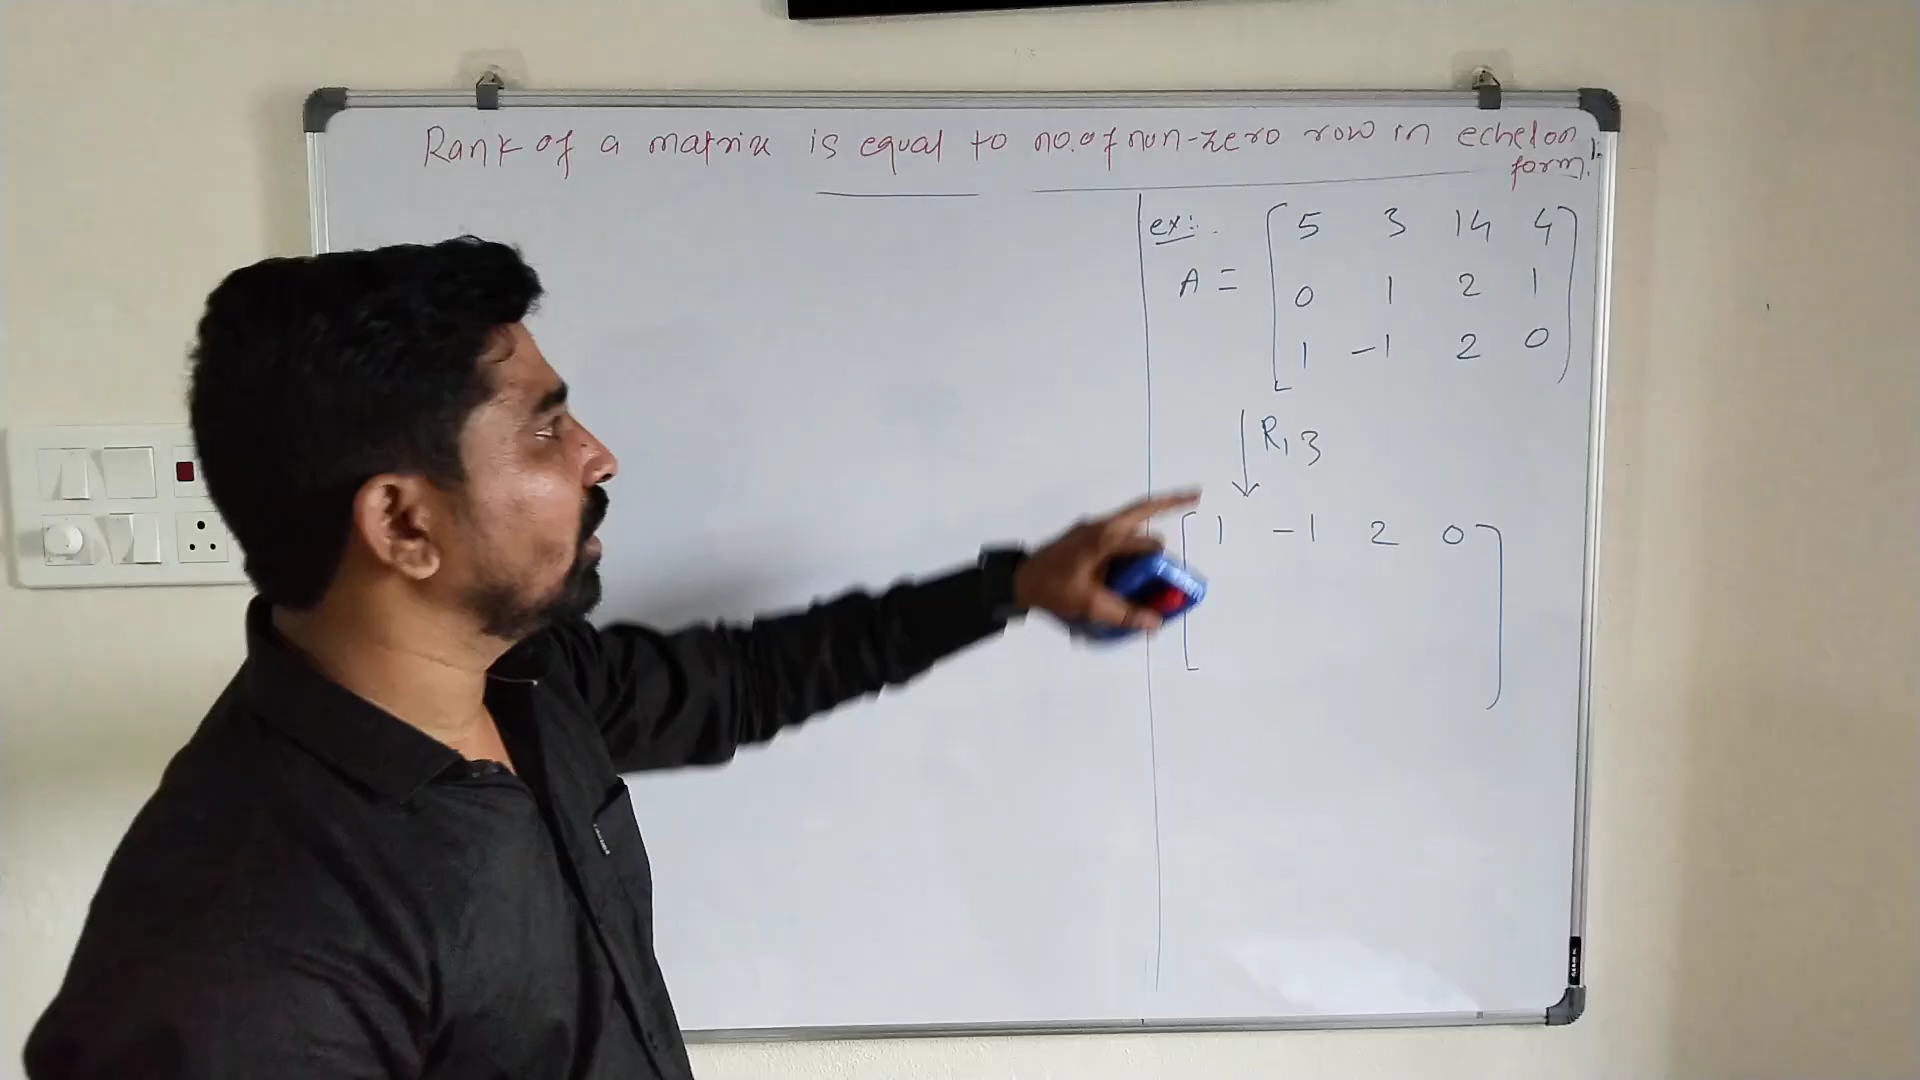 Rank of a matrix is equal to no. of non-zero row in echelon
form!
ex:.
A = [ 5 3 14 4
0 1 2 1
1 -1 2 0 ]
↓ R₁₃
[ 1 -1 2 0 ]